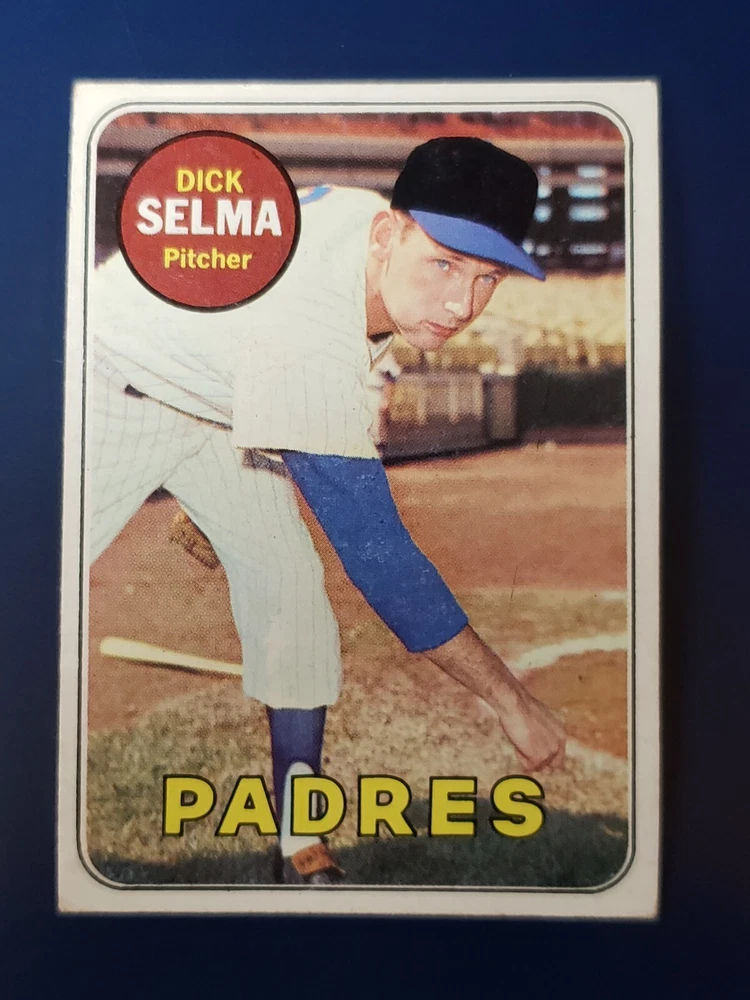 DICK
SELMA
Pitcher
PADRES